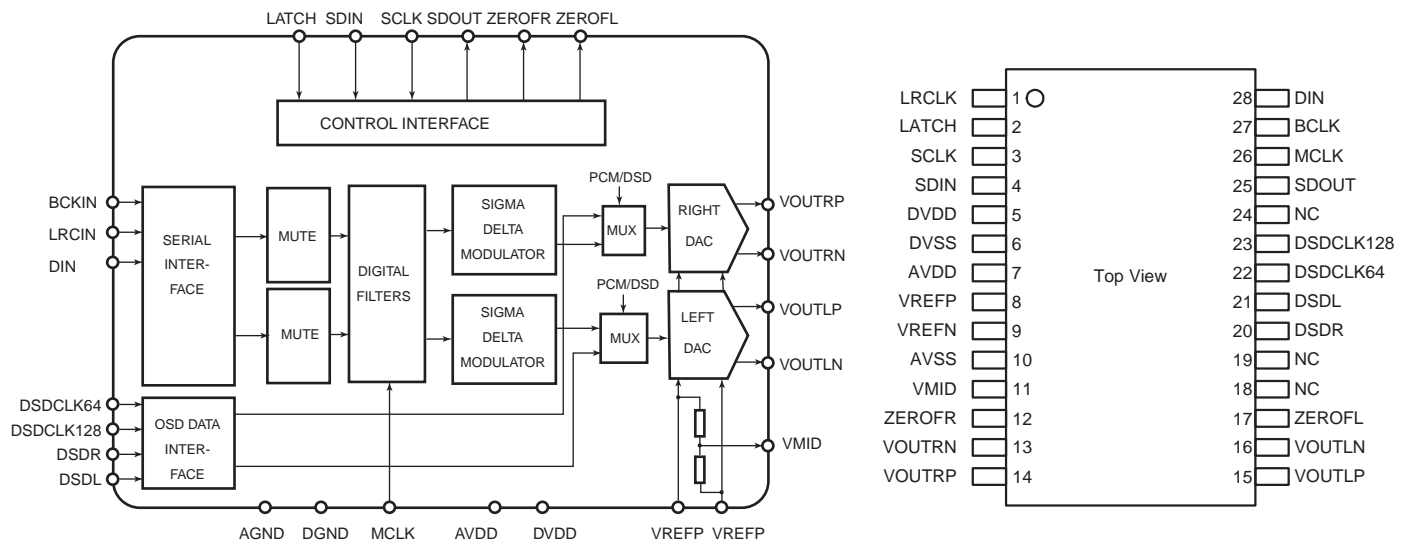 LATCH SDIN SCLK SDOUT ZEROFR ZEROFL
CONTROL INTERFACE
BCKIN
LRCIN
DIN
SERIAL
INTER-
FACE
MUTE
MUTE
DIGITAL
FILTERS
SIGMA
DELTA
MODULATOR
SIGMA
DELTA
MODULATOR
PCM/DSD
MUX
PCM/DSD
MUX
RIGHT
DAC
LEFT
DAC
VOUTRP
VOUTRN
VOUTLP
VOUTLN
VMID
DSDCLK64
DSDCLK128
DSDR
DSDL
OSD DATA
INTER-
FACE
AGND DGND MCLK AVDD DVDD VREFP VREFP
LRCLK 1 28 DIN
LATCH 2 27 BCLK
SCLK 3 26 MCLK
SDIN 4 25 SDOUT
DVDD 5 24 NC
DVSS 6 23 DSDCLK128
AVDD 7 22 DSDCLK64
Top View
VREFP 8 21 DSDL
VREFN 9 20 DSDR
AVSS 10 19 NC
VMID 11 18 NC
ZEROFR 12 17 ZEROFL
VOUTRN 13 16 VOUTLN
VOUTRP 14 15 VOUTLP